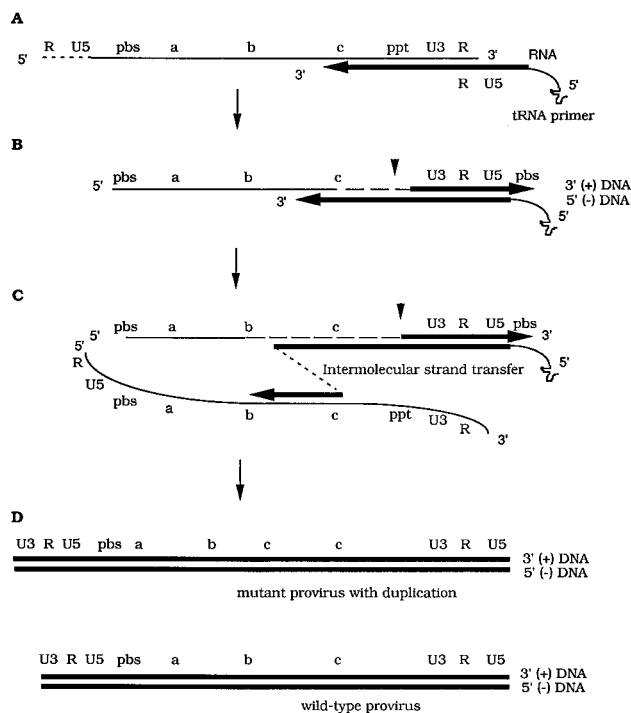 A
R U5 pbs a b c ppt U3 R 3' RNA
5'
3'
R U5 5'
tRNA primer
B
pbs a b c U3 R U5 pbs
5' 3' (+) DNA
3' 5' (-) DNA
5'
C
pbs a b c U3 R U5 pbs
5' 5' 3'
R 5'
Intermolecular strand transfer
U5
pbs a b c ppt U3 R
3'
D
U3 R U5 pbs a b c c U3 R U5
3' (+) DNA
5' (-) DNA
mutant provirus with duplication
U3 R U5 pbs a b c U3 R U5
3' (+) DNA
5' (-) DNA
wild-type provirus